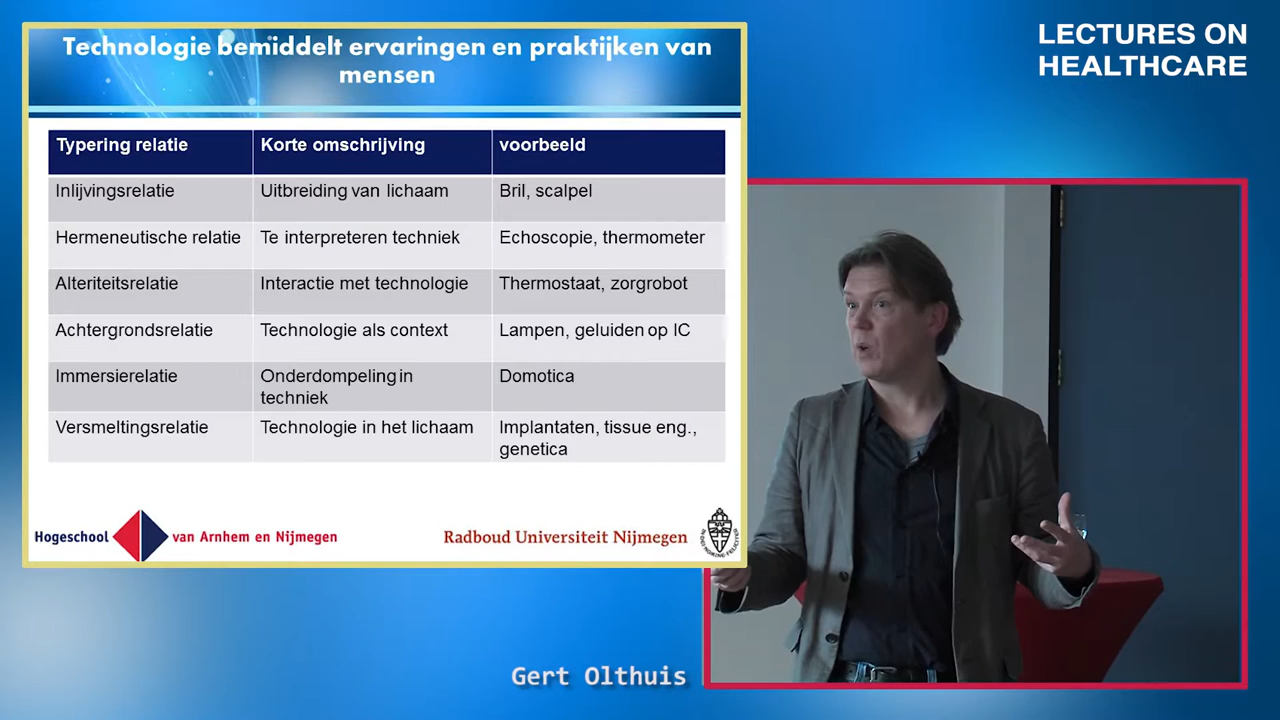 Technologie bemiddelt ervaringen en praktijken van
mensen
LECTURES ON
HEALTHCARE
Typering relatie Korte omschrijving voorbeeld
Inlijvingsrelatie Uitbreiding van lichaam Bril, scalpel
Hermeneutische relatie Te interpreteren techniek Echoscopie, thermometer
Alteriteitsrelatie Interactie met technologie Thermostaat, zorgrobot
Achtergrondsrelatie Technologie als context Lampen, geluiden op IC
Immersierelatie Onderdompeling in Domotica
techniek
Versmeltingsrelatie Technologie in het lichaam Implantaten, tissue eng.,
genetica
Hogeschool van Arnhem en Nijmegen Radboud Universiteit Nijmegen
Gert Olthuis